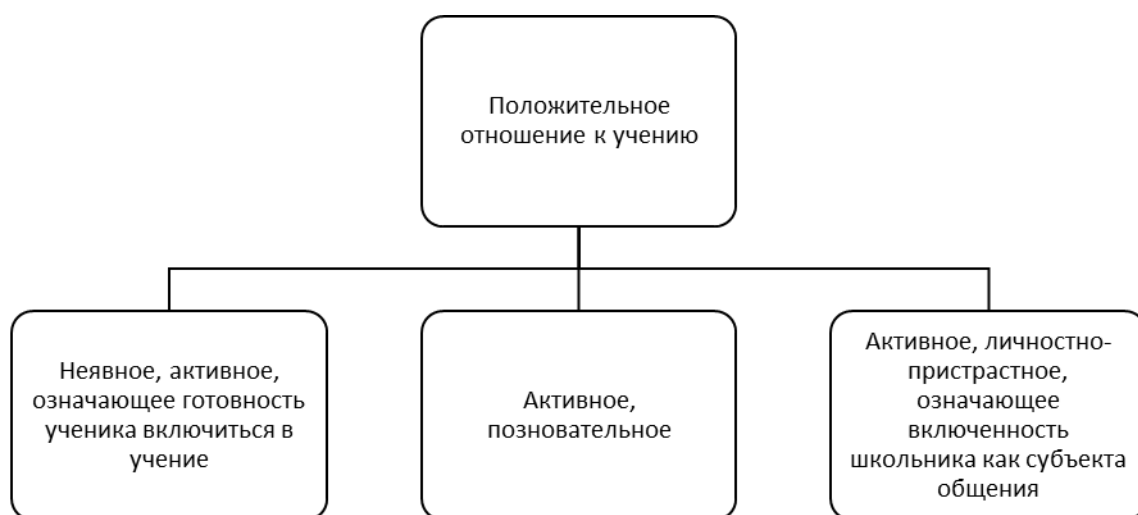 Положительное
отношение к учению
Неявное, активное,
означающее готовность
ученика включиться в
учение
Активное,
позновательное
Активное, личностно-
пристрастное,
означающее
включенность
школьника как субъекта
общения